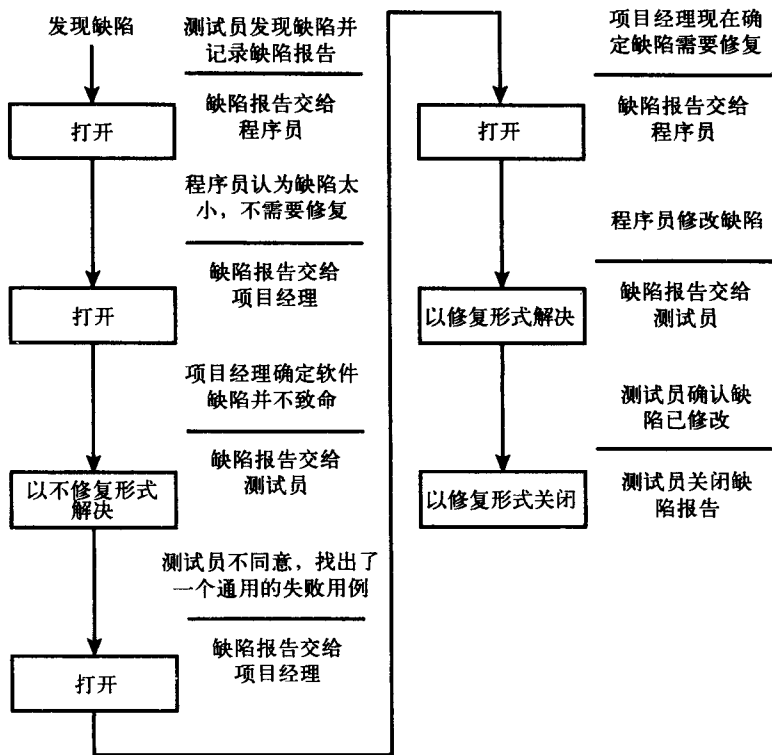 发现缺陷
测试员发现缺陷并
记录缺陷报告
打开
缺陷报告交给
程序员
程序员认为缺陷太
小，不需要修复
打开
缺陷报告交给
项目经理
项目经理确定软件
缺陷并不致命
以不修复形式
解决
缺陷报告交给
测试员
测试员不同意，找出了
一个通用的失败用例
打开
缺陷报告交给
项目经理
项目经理现在确
定缺陷需要修复
打开
缺陷报告交给
程序员
程序员修改缺陷
以修复形式解决
缺陷报告交给
测试员
测试员确认缺
陷已修改
以修复形式关闭
测试员关闭缺
陷报告